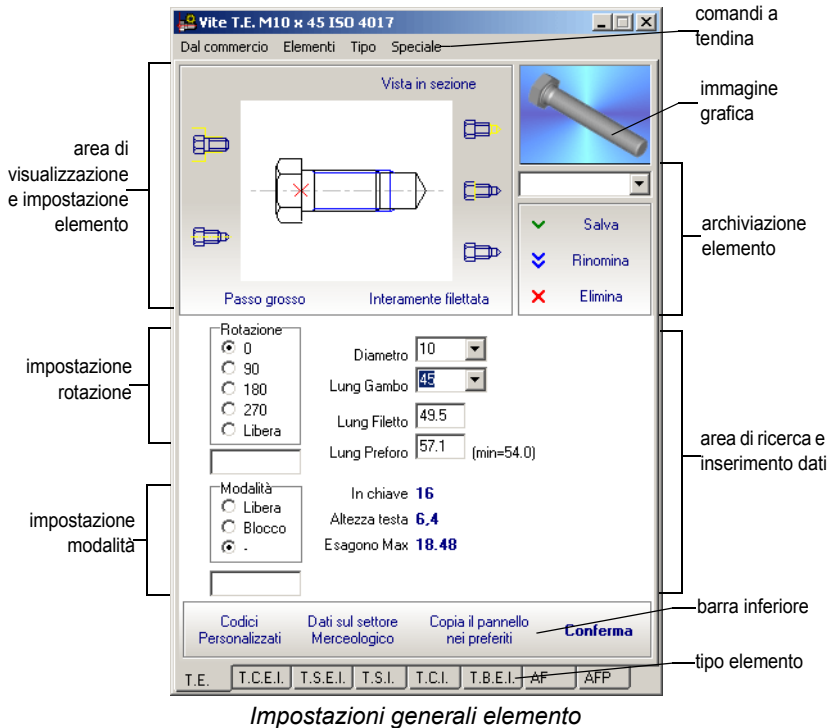 Vite T.E. M10 x 45 ISO 4017
Dal commercio Elementi Tipo Speciale
comandi a
tendina
Vista in sezione
immagine
grafica
area di
visualizzazione
e impostazione
elemento
archiviazione
elemento
Salva
Rinomina
Elimina
Passo grosso Interamente filettata
impostazione
rotazione
Rotazione
0
90
180
270
Libera
Diametro 10
Lung Gambo 45
Lung Filetto 49.5
Lung Preforo 57.1 (min=54.0)
area di ricerca e
inserimento dati
impostazione
modalità
Modalità
Libera
Blocco
-
In chiave 16
Altezza testa 6,4
Esagono Max 18.48
Codici
Personalizzati
Dati sul settore
Merceologico
Copia il pannello
nei preferiti
Conferma
barra inferiore
tipo elemento
T.E. T.C.E.I. T.S.E.I. T.S.I. T.C.I. T.B.E.I. AF AFP
Impostazioni generali elemento